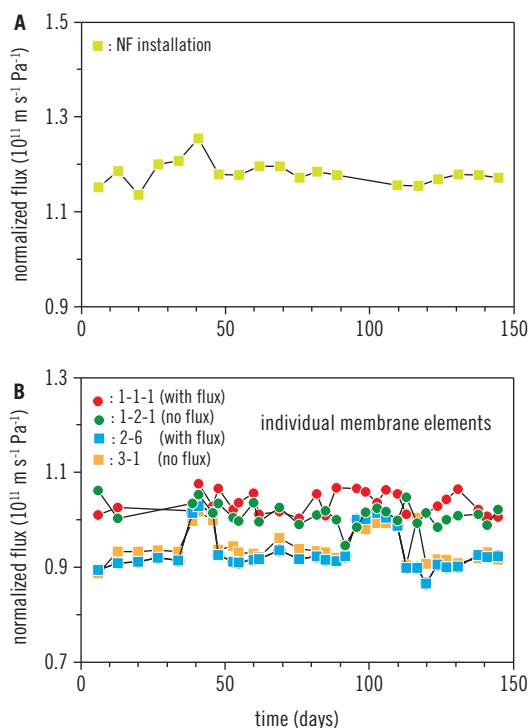 A
1.5
1.3
1.1
0.9
normalized flux (10¹¹ m s⁻¹ Pa⁻¹)
: NF installation
0 50 100 150
B
1.3
1.1
0.9
0.7
normalized flux (10¹¹ m s⁻¹ Pa⁻¹)
: 1-1-1 (with flux)
: 1-2-1 (no flux)
: 2-6 (with flux)
: 3-1 (no flux)
individual membrane elements
0 50 100 150
time (days)